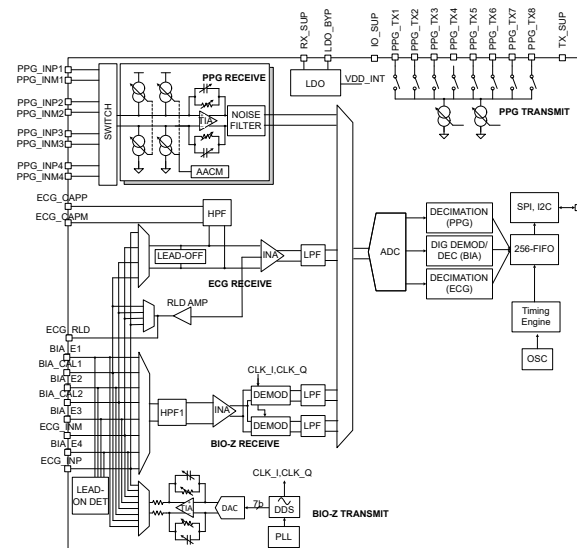 RX_SUP
LDO_BYP
IO_SUP
PPG_TX1
PPG_TX2
PPG_TX3
PPG_TX4
PPG_TX5
PPG_TX6
PPG_TX7
PPG_TX8
TX_SUP
PPG_INP1
PPG_INM1
PPG_INP2
PPG_INM2
PPG_INP3
PPG_INM3
PPG_INP4
PPG_INM4
SWITCH
PPG RECEIVE
TIA
NOISE
FILTER
AACM
LDO
VDD_INT
PPG TRANSMIT
ECG_CAPP
ECG_CAPM
HPF
LEAD-OFF
INA
LPF
ECG RECEIVE
RLD AMP
ADC
DECIMATION
(PPG)
DIG DEMOD/
DEC (BIA)
DECIMATION
(ECG)
SPI, I2C
256-FIFO
Timing
Engine
OSC
ECG_RLD
BIA_E1
BIA_CAL1
BIA_E2
BIA_CAL2
BIA_E3
ECG_INM
BIA_E4
ECG_INP
HPF1
INA
CLK_I,CLK_Q
DEMOD
LPF
DEMOD
LPF
BIO-Z RECEIVE
LEAD-
ON DET
TIA
DAC
7b
CLK_I,CLK_Q
DDS
PLL
BIO-Z TRANSMIT